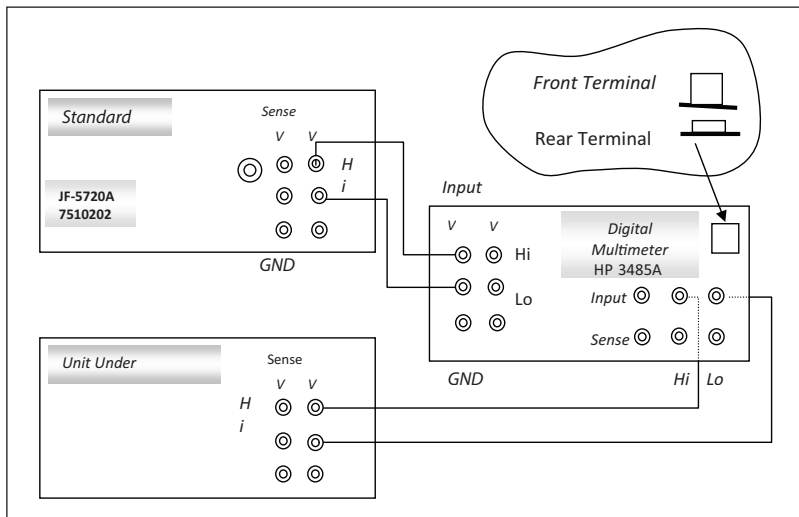 Front Terminal
Rear Terminal
Standard
Sense
V V
H
i
JF-5720A
7510202
GND
Input
V V
Hi
Lo
Digital
Multimeter
HP 3485A
Input
Sense
GND
Hi Lo
Unit Under
Sense
V V
H
i